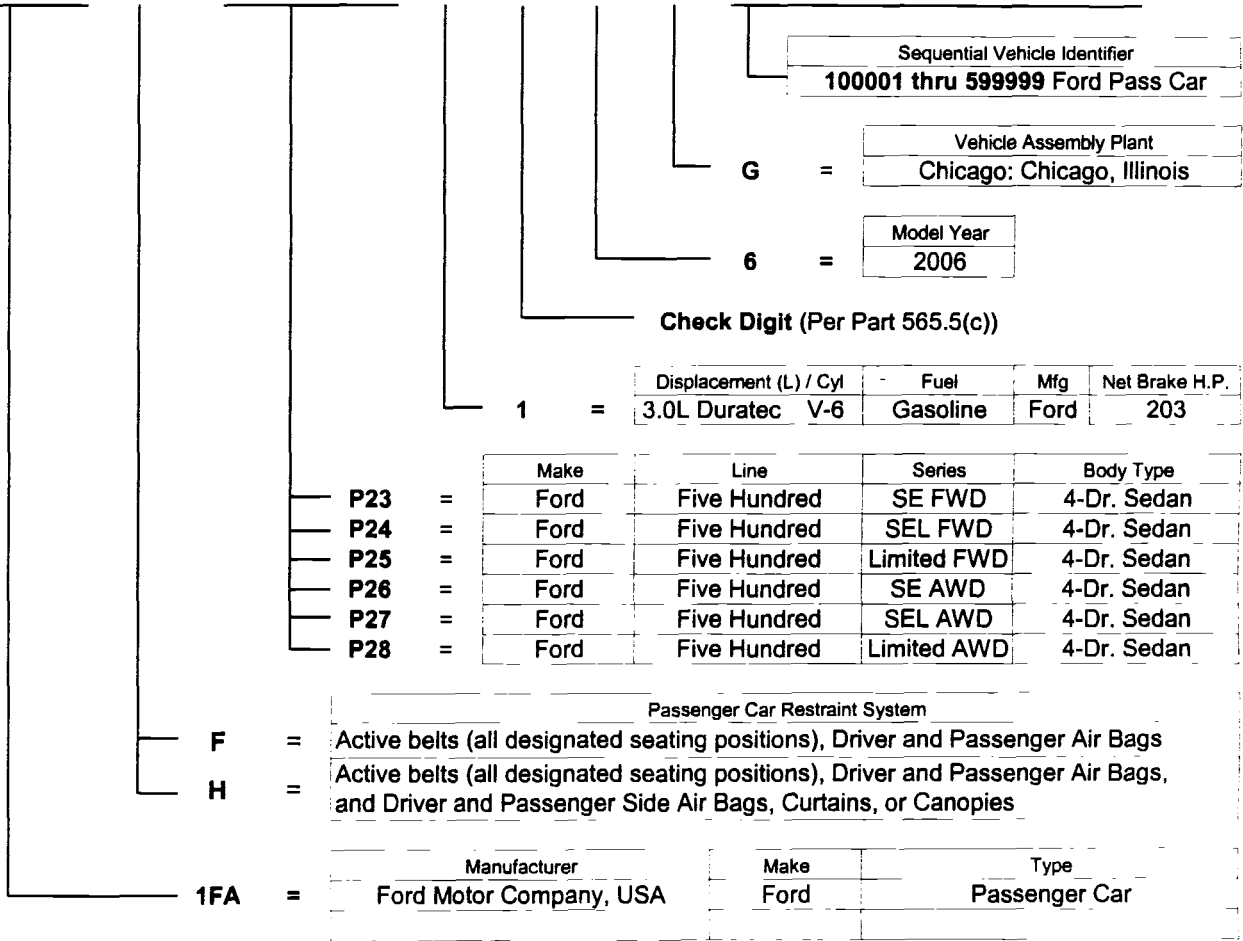 Sequential Vehicle Identifier
100001 thru 599999 Ford Pass Car
Vehicle Assembly Plant
G = Chicago: Chicago, Illinois
Model Year
6 = 2006
Check Digit (Per Part 565.5(c))
Displacement (L) / Cyl Fuel Mfg Net Brake H.P.
1 = 3.0L Duratec V-6 Gasoline Ford 203
Make Line Series Body Type
P23 = Ford Five Hundred SE FWD 4-Dr. Sedan
P24 = Ford Five Hundred SEL FWD 4-Dr. Sedan
P25 = Ford Five Hundred Limited FWD 4-Dr. Sedan
P26 = Ford Five Hundred SE AWD 4-Dr. Sedan
P27 = Ford Five Hundred SEL AWD 4-Dr. Sedan
P28 = Ford Five Hundred Limited AWD 4-Dr. Sedan
Passenger Car Restraint System
F = Active belts (all designated seating positions), Driver and Passenger Air Bags
H = Active belts (all designated seating positions), Driver and Passenger Air Bags,
and Driver and Passenger Side Air Bags, Curtains, or Canopies
Manufacturer Make Type
1FA = Ford Motor Company, USA Ford Passenger Car